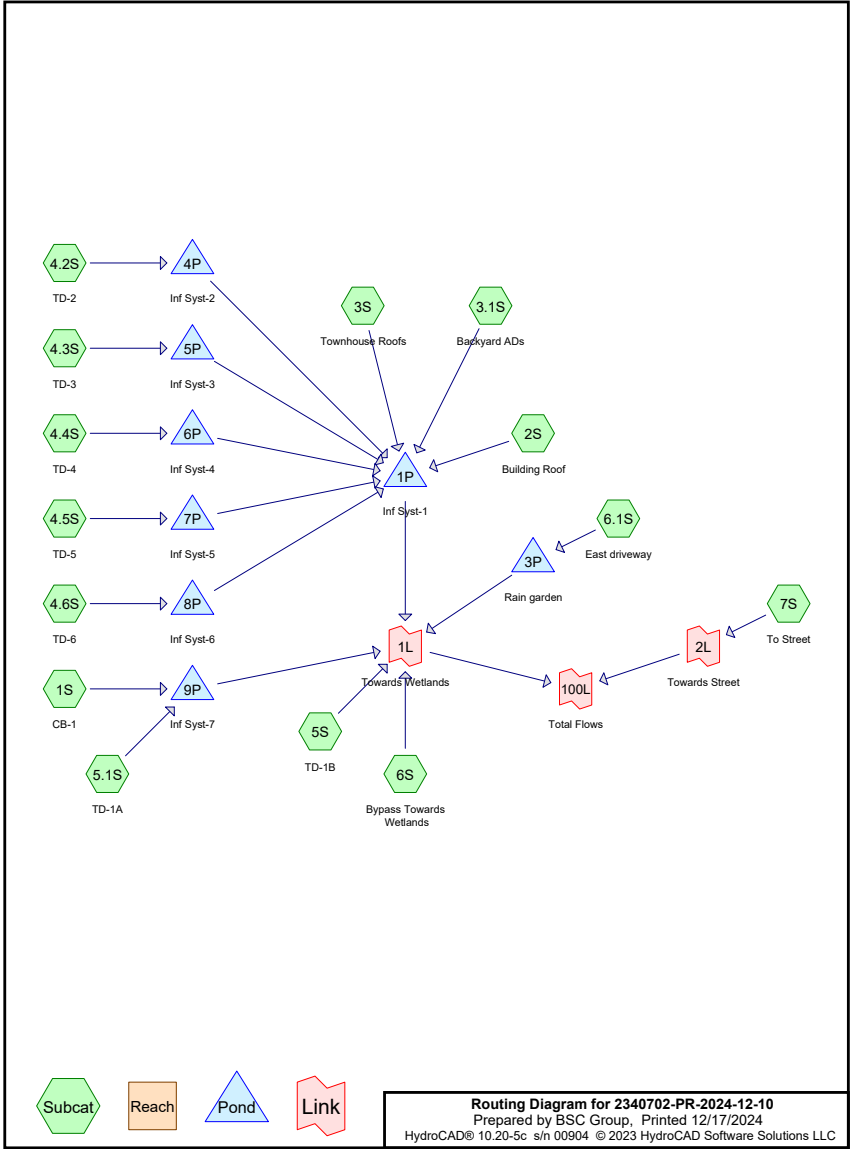 4.2S
TD-2
4P
Inf Syst-2
3S
Townhouse Roofs
3.1S
Backyard ADs
4.3S
TD-3
5P
Inf Syst-3
4.4S
TD-4
6P
Inf Syst-4
2S
Building Roof
1P
Inf Syst-1
4.5S
TD-5
7P
Inf Syst-5
6.1S
East driveway
3P
Rain garden
4.6S
TD-6
8P
Inf Syst-6
7S
To Street
1L
Towards Wetlands
2L
Towards Street
1S
CB-1
9P
Inf Syst-7
100L
Total Flows
5S
TD-1B
5.1S
TD-1A
6S
Bypass Towards
Wetlands
Subcat
Reach
Pond
Link
Routing Diagram for 2340702-PR-2024-12-10
Prepared by BSC Group, Printed 12/17/2024
HydroCAD® 10.20-5c s/n 00904 © 2023 HydroCAD Software Solutions LLC